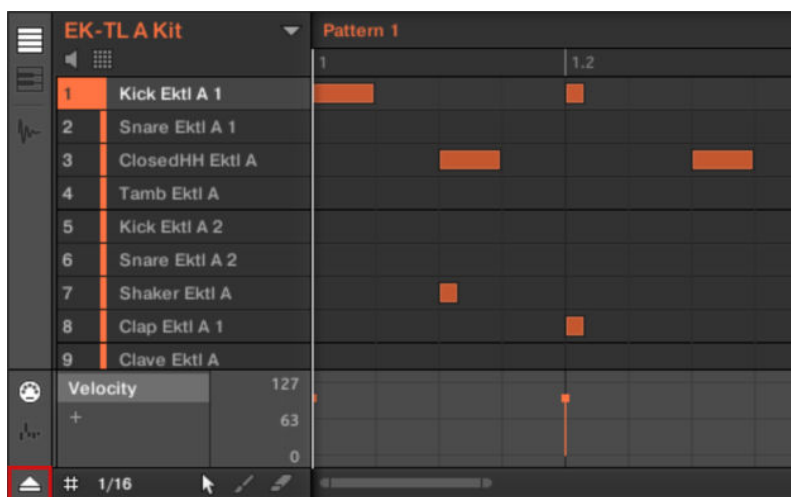 EK-TL A Kit
Pattern 1
1 1.2
1 Kick Ektl A 1
2 Snare Ektl A 1
3 ClosedHH Ektl A
4 Tamb Ektl A
5 Kick Ektl A 2
6 Snare Ektl A 2
7 Shaker Ektl A
8 Clap Ektl A 1
9 Clave Ektl A
Velocity 127
+ 63
0
# 1/16